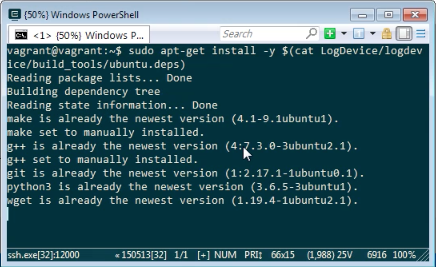 {50%} Windows PowerShell
<1> {50%} Windows PowerShell
Search
vagrant@vagrant:~$ sudo apt-get install -y $(cat LogDevice/logdev
ice/build_tools/ubuntu.deps)
Reading package lists... Done
Building dependency tree
Reading state information... Done
make is already the newest version (4.1-9.1ubuntu1).
make set to manually installed.
g++ is already the newest version (4:7.3.0-3ubuntu2.1).
g++ set to manually installed.
git is already the newest version (1:2.17.1-1ubuntu0.1).
python3 is already the newest version (3.6.5-3ubuntu1).
wget is already the newest version (1.19.4-1ubuntu2.1).
ssh.exe[32]:12000 «150513[32] 1/1 [+] NUM PRI‡ 66x15 (1,988) 25V 6916 100%